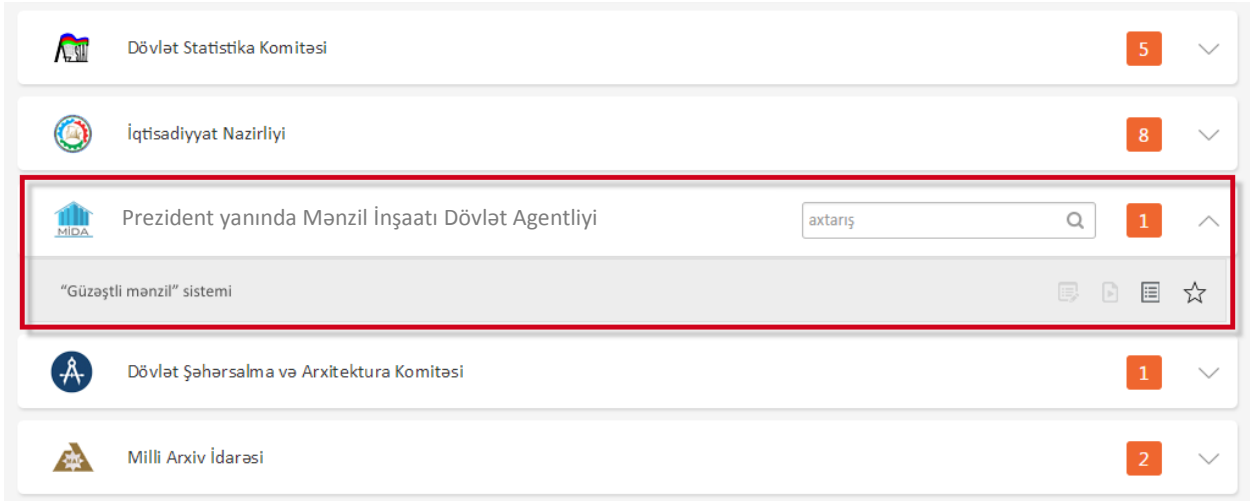 Dövlət Statistika Komitəsi 5
İqtisadiyyat Nazirliyi 8
MİDA Prezident yanında Mənzil İnşaatı Dövlət Agentliyi axtarış 1
“Güzəştli mənzil” sistemi
Dövlət Şəhərsalma və Arxitektura Komitəsi 1
Milli Arxiv İdarəsi 2